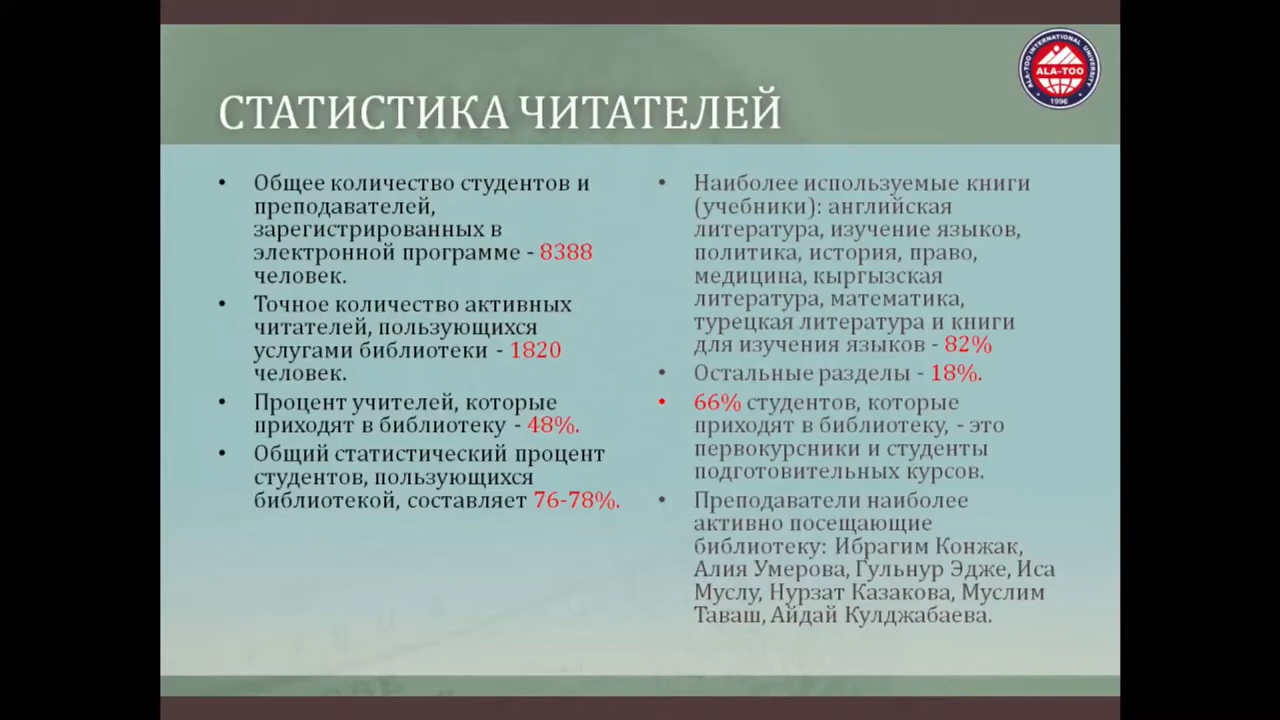 ALA-TOO INTERNATIONAL UNIVERSITY
ALA-TOO
1996
СТАТИСТИКА ЧИТАТЕЛЕЙ
• Общее количество студентов и
преподавателей,
зарегистрированных в
электронной программе - 8388
человек.
• Точное количество активных
читателей, пользующихся
услугами библиотеки - 1820
человек.
• Процент учителей, которые
приходят в библиотеку - 48%.
• Общий статистический процент
студентов, пользующихся
библиотекой, составляет 76-78%.
• Наиболее используемые книги
(учебники): английская
литература, изучение языков,
политика, история, право,
медицина, кыргызская
литература, математика,
турецкая литература и книги
для изучения языков - 82%
• Остальные разделы - 18%.
• 66% студентов, которые
приходят в библиотеку, - это
первокурсники и студенты
подготовительных курсов.
• Преподаватели наиболее
активно посещающие
библиотеку: Ибрагим Конжак,
Алия Умерова, Гульнур Эдже, Иса
Муслу, Нурзат Казакова, Муслим
Таваш, Айдай Кулджабаева.